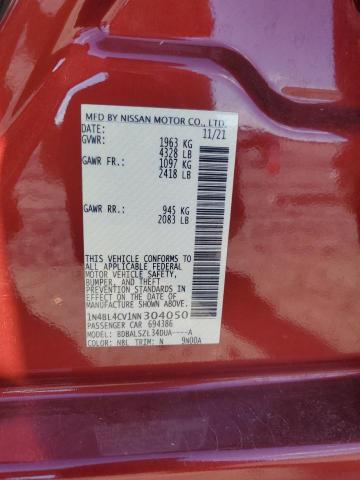 MFD BY NISSAN MOTOR CO., LTD.
DATE: 11/21
GVWR: 1963 KG
4328 LB
GAWR FR: 1097 KG
2418 LB
GAWR RR: 945 KG
2083 LB
THIS VEHICLE CONFORMS
TO ALL APPLICABLE FEDERAL
MOTOR VEHICLE SAFETY,
BUMPER, AND THEFT
PREVENTION STANDARDS IN
EFFECT ON THE DATE OF
MANUFACTURE SHOWN ABOVE.
1N4BL4CV1NN304050
PASSENGER CAR 694386
MODEL: BDBALSZL34DUA----A
COLOR: NBL TRIM: N 9N00A